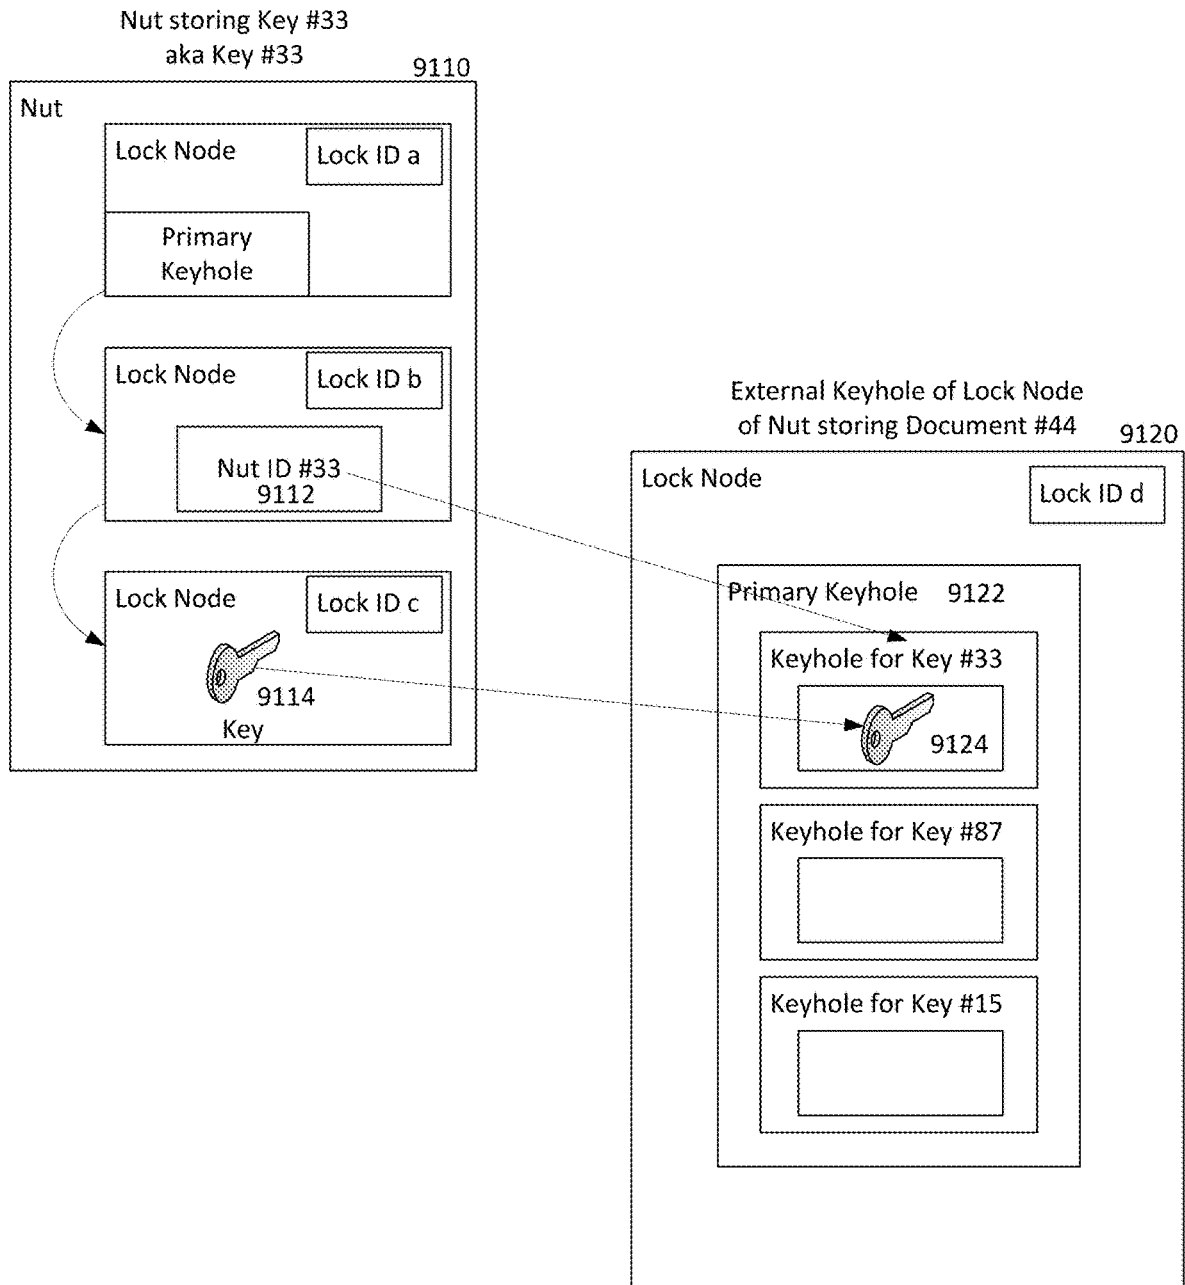 Nut storing Key #33
aka Key #33
9110
Nut
Lock Node
Lock ID a
Primary
Keyhole
Lock Node
Lock ID b
Nut ID #33
9112
Lock Node
Lock ID c
9114
Key
External Keyhole of Lock Node
of Nut storing Document #44
9120
Lock Node
Lock ID d
Primary Keyhole 9122
Keyhole for Key #33
9124
Keyhole for Key #87
Keyhole for Key #15